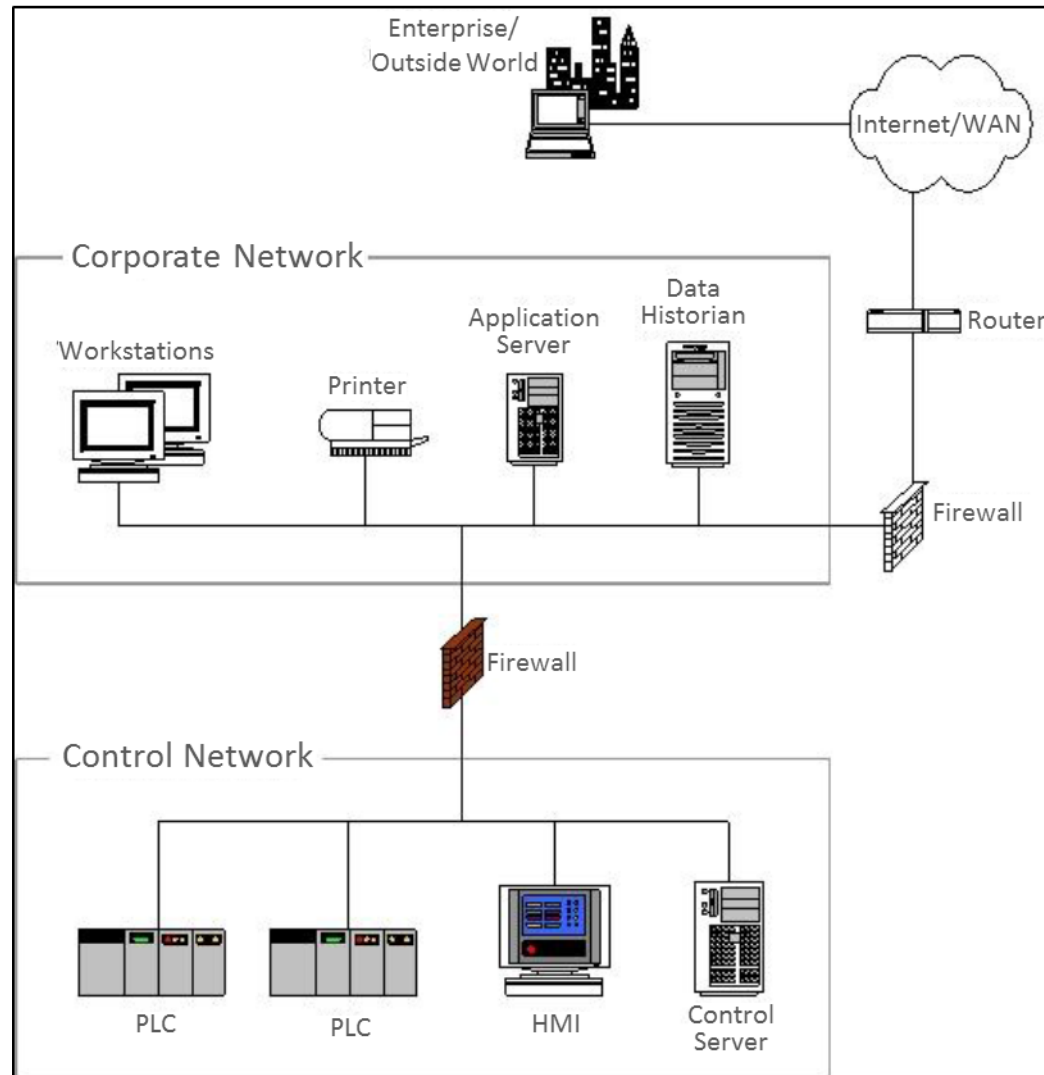 Enterprise/
Outside World
Internet/WAN
Corporate Network
Data
Historian
Application
Server
Router
Workstations
Printer
Firewall
Firewall
Control Network
PLC
PLC
HMI
Control
Server